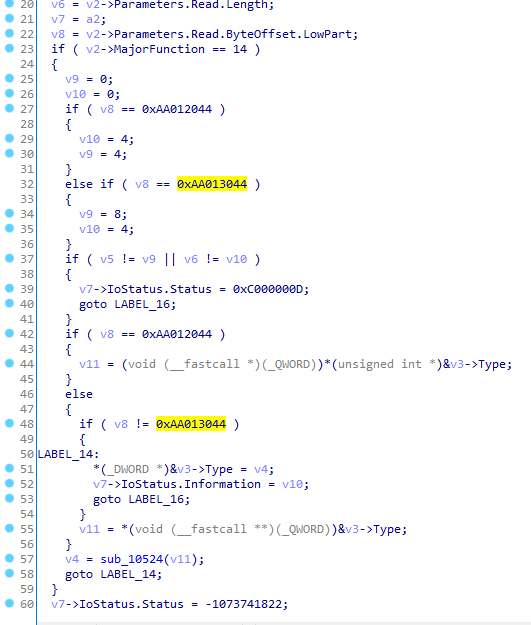 20 v6 = v2->Parameters.Read.Length;
21 v7 = a2;
22 v8 = v2->Parameters.Read.ByteOffset.LowPart;
23 if ( v2->MajorFunction == 14 )
24 {
25 v9 = 0;
26 v10 = 0;
27 if ( v8 == 0xAA012044 )
28 {
29 v10 = 4;
30 v9 = 4;
31 }
32 else if ( v8 == 0xAA013044 )
33 {
34 v9 = 8;
35 v10 = 4;
36 }
37 if ( v5 != v9 || v6 != v10 )
38 {
39 v7->IoStatus.Status = 0xC000000D;
40 goto LABEL_16;
41 }
42 if ( v8 == 0xAA012044 )
43 {
44 v11 = (void (__fastcall *)(_QWORD))*(unsigned int *)&v3->Type;
45 }
46 else
47 {
48 if ( v8 != 0xAA013044 )
49 {
50 LABEL_14:
51 *(_DWORD *)&v3->Type = v4;
52 v7->IoStatus.Information = v10;
53 goto LABEL_16;
54 }
55 v11 = *(void (__fastcall **)(_QWORD))&v3->Type;
56 }
57 v4 = sub_10524(v11);
58 goto LABEL_14;
59 }
60 v7->IoStatus.Status = -1073741822;